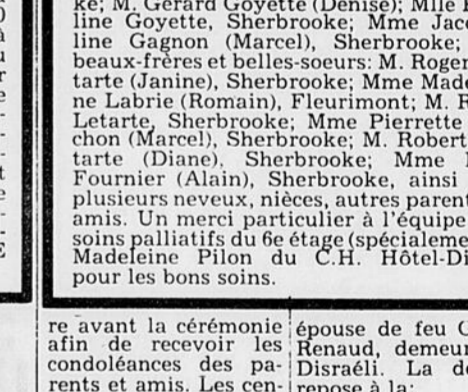 ke; M. Gérard Goyette (Denise); Mlle
line Goyette, Sherbrooke; Mme Jac
line Gagnon (Marcel), Sherbrooke;
beaux-frères et belles-soeurs: M. Roger
tarte (Janine), Sherbrooke; Mme Made
ne Labrie (Romain), Fleurimont; M. R
Letarte, Sherbrooke; Mme Pierrette
chon (Marcel), Sherbrooke; M. Robert
tarte (Diane), Sherbrooke; Mme
Fournier (Alain), Sherbrooke, ainsi
plusieurs neveux, nièces, autres parent
amis. Un merci particulier à l'équipe
soins palliatifs du 6e étage (spécialeme
Madeleine Pilon du C.H. Hôtel-Di
pour les bons soins.
re avant la cérémonie
afin de recevoir les
condoléances des pa-
rents et amis. Les cen-
épouse de feu
Renaud, demeur
Disraéli. La d
repose à la: